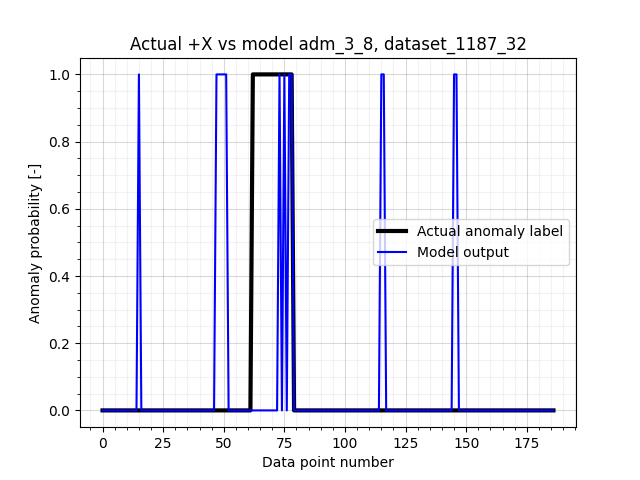 Actual +X vs model adm_3_8, dataset_1187_32
Anomaly probability [-]
1.0
0.8
0.6
0.4
0.2
0.0
Actual anomaly label
Model output
0 25 50 75 100 125 150 175
Data point number